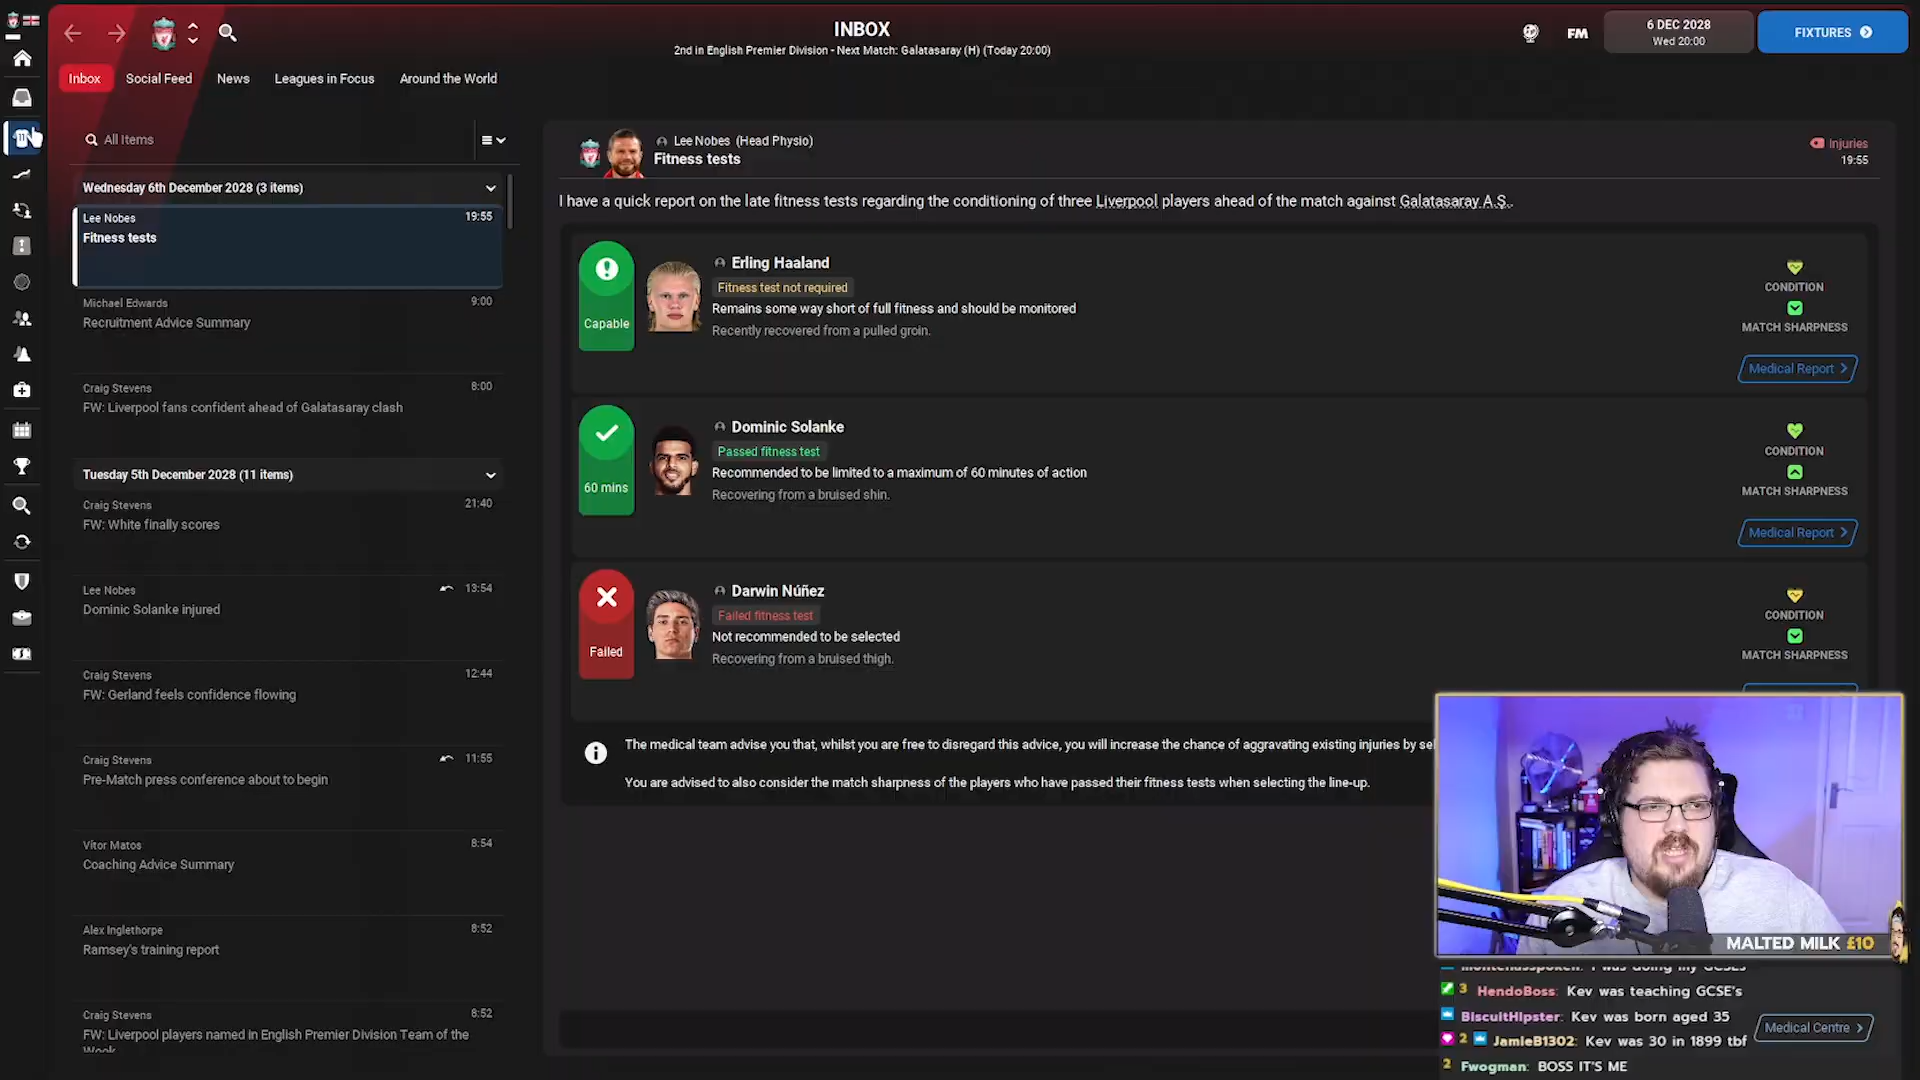 INBOX
2nd in English Premier Division - Next Match: Galatasaray (H) (Today 20:00)
FM
6 DEC 2028
Wed 20:00
FIXTURES
Inbox
Social Feed
News
Leagues in Focus
Around the World
All Items
Wednesday 6th December 2028 (3 items)
Lee Nobes
19:55
Fitness tests
Michael Edwards
9:00
Recruitment Advice Summary
Craig Stevens
8:00
FW: Liverpool fans confident ahead of Galatasaray clash
Tuesday 5th December 2028 (11 items)
Craig Stevens
21:40
FW: White finally scores
Lee Nobes
13:54
Dominic Solanke injured
Craig Stevens
12:44
FW: Gerland feels confidence flowing
Craig Stevens
11:55
Pre-Match press conference about to begin
Vitor Matos
8:54
Coaching Advice Summary
Alex Inglethorpe
8:52
Ramsey's training report
Craig Stevens
8:52
FW: Liverpool players named in English Premier Division Team of the
Week
Lee Nobes (Head Physio)
Fitness tests
Injuries
19:55
I have a quick report on the late fitness tests regarding the conditioning of three Liverpool players ahead of the match against Galatasaray A.Ş..
Capable
Erling Haaland
Fitness test not required
Remains some way short of full fitness and should be monitored
Recently recovered from a pulled groin.
CONDITION
MATCH SHARPNESS
Medical Report
60 mins
Dominic Solanke
Passed fitness test
Recommended to be limited to a maximum of 60 minutes of action
Recovering from a bruised shin.
CONDITION
MATCH SHARPNESS
Medical Report
Failed
Darwin Núñez
Failed fitness test
Not recommended to be selected
Recovering from a bruised thigh.
CONDITION
MATCH SHARPNESS
The medical team advise you that, whilst you are free to disregard this advice, you will increase the chance of aggravating existing injuries by sel
You are advised to also consider the match sharpness of the players who have passed their fitness tests when selecting the line-up.
MALTED MILK £10
I was doing my GCSEs
3 HendoBoss: Kev was teaching GCSE's
BiscuitHipster: Kev was born aged 35
2 JamieB1302: Kev was 30 in 1899 tbf
2 Fwogman: BOSS IT'S ME
Medical Centre